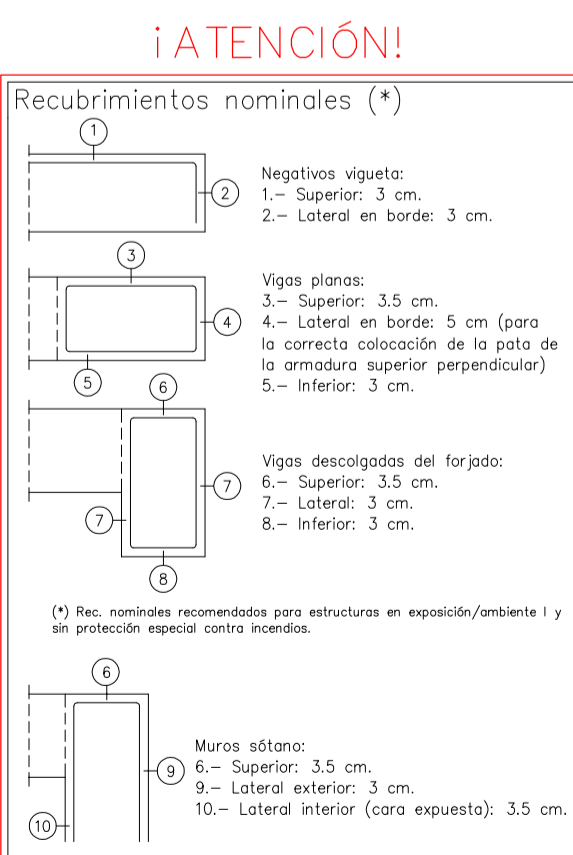 ¡ATENCIÓN!
Recubrimientos nominales (*)
1
2
Negativos vigueta:
1.– Superior: 3 cm.
2.– Lateral en borde: 3 cm.
3
4
5
Vigas planas:
3.– Superior: 3.5 cm.
4.– Lateral en borde: 5 cm (para
la correcta colocación de la pata de
la armadura superior perpendicular)
5.– Inferior: 3 cm.
6
7
7
8
Vigas descolgadas del forjado:
6.– Superior: 3.5 cm.
7.– Lateral: 3 cm.
8.– Inferior: 3 cm.
(*) Rec. nominales recomendados para estructuras en exposición/ambiente I y
sin protección especial contra incendios.
6
9
10
Muros sótano:
6.– Superior: 3.5 cm.
9.– Lateral exterior: 3 cm.
10.– Lateral interior (cara expuesta): 3.5 cm.